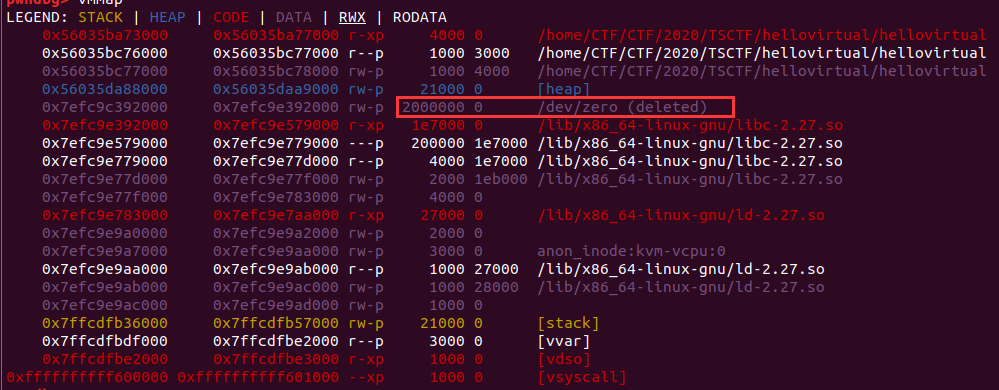 pwndbg> vmmap
LEGEND: STACK | HEAP | CODE | DATA | RWX | RODATA
0x56035ba73000 0x56035ba77000 r-xp 4000 0 /home/CTF/CTF/2020/TSCTF/hellovirtual/hellovirtual
0x56035bc76000 0x56035bc77000 r--p 1000 3000 /home/CTF/CTF/2020/TSCTF/hellovirtual/hellovirtual
0x56035bc77000 0x56035bc78000 rw-p 1000 4000 /home/CTF/CTF/2020/TSCTF/hellovirtual/hellovirtual
0x56035da88000 0x56035daa9000 rw-p 21000 0 [heap]
0x7efc9c392000 0x7efc9e392000 rw-p 2000000 0 /dev/zero (deleted)
0x7efc9e392000 0x7efc9e579000 r-xp 1e7000 0 /lib/x86_64-linux-gnu/libc-2.27.so
0x7efc9e579000 0x7efc9e779000 ---p 200000 1e7000 /lib/x86_64-linux-gnu/libc-2.27.so
0x7efc9e779000 0x7efc9e77d000 r--p 4000 1e7000 /lib/x86_64-linux-gnu/libc-2.27.so
0x7efc9e77d000 0x7efc9e77f000 rw-p 2000 1eb000 /lib/x86_64-linux-gnu/libc-2.27.so
0x7efc9e77f000 0x7efc9e783000 rw-p 4000 0
0x7efc9e783000 0x7efc9e7aa000 r-xp 27000 0 /lib/x86_64-linux-gnu/ld-2.27.so
0x7efc9e9a0000 0x7efc9e9a2000 rw-p 2000 0
0x7efc9e9a7000 0x7efc9e9aa000 rw-p 3000 0 anon_inode:kvm-vcpu:0
0x7efc9e9aa000 0x7efc9e9ab000 r--p 1000 27000 /lib/x86_64-linux-gnu/ld-2.27.so
0x7efc9e9ab000 0x7efc9e9ac000 rw-p 1000 28000 /lib/x86_64-linux-gnu/ld-2.27.so
0x7efc9e9ac000 0x7efc9e9ad000 rw-p 1000 0
0x7ffcdfb36000 0x7ffcdfb57000 rw-p 21000 0 [stack]
0x7ffcdfbdf000 0x7ffcdfbe2000 r--p 3000 0 [vvar]
0x7ffcdfbe2000 0x7ffcdfbe3000 r-xp 1000 0 [vdso]
0xffffffffff600000 0xffffffffff601000 --xp 1000 0 [vsyscall]